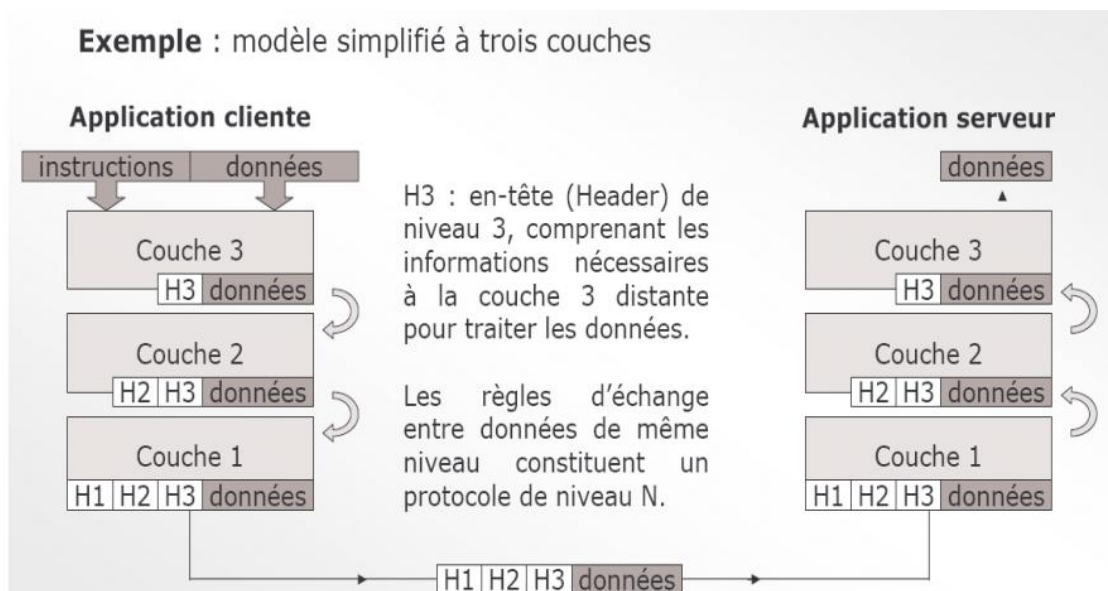 Exemple : modèle simplifié à trois couches
Application cliente
instructions données
Couche 3
H3 données
Couche 2
H2 H3 données
Couche 1
H1 H2 H3 données
H3 : en-tête (Header) de
niveau 3, comprenant les
informations nécessaires
à la couche 3 distante
pour traiter les données.
Les règles d'échange
entre données de même
niveau constituent un
protocole de niveau N.
Application serveur
données
Couche 3
H3 données
Couche 2
H2 H3 données
Couche 1
H1 H2 H3 données
H1 H2 H3 données